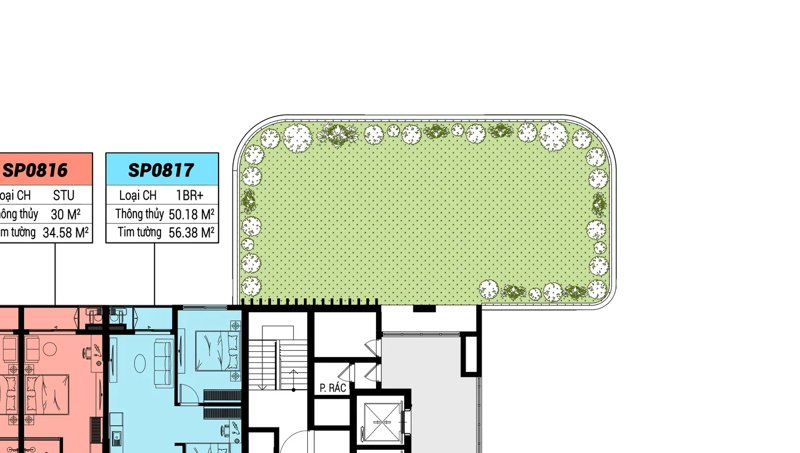 SP0816
oại CH STU
hông thủy 30 M²
m tường 34.58 M²
SP0817
Loại CH 1BR+
Thông thủy 50.18 M²
Tim tường 56.38 M²
P. RÁC